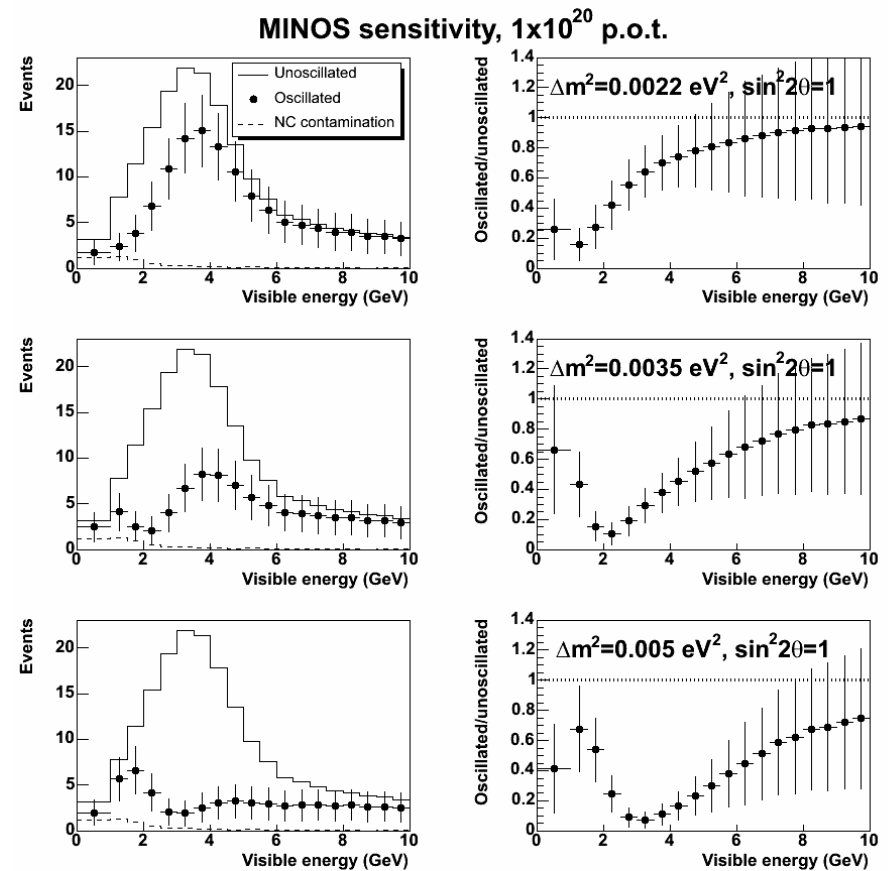 MINOS sensitivity, 1x10²⁰ p.o.t.
Events
20
15
10
5
0
Unoscillated
Oscillated
NC contamination
0 2 4 6 8 10
Visible energy (GeV)
Oscillated/unoscillated
1.4
1.2
1
0.8
0.6
0.4
0.2
0
Δm²=0.0022 eV², sin²2θ=1
0 2 4 6 8 10
Visible energy (GeV)
Events
20
15
10
5
0
0 2 4 6 8 10
Visible energy (GeV)
Oscillated/unoscillated
1.4
1.2
1
0.8
0.6
0.4
0.2
0
Δm²=0.0035 eV², sin²2θ=1
0 2 4 6 8 10
Visible energy (GeV)
Events
20
15
10
5
0
0 2 4 6 8 10
Visible energy (GeV)
Oscillated/unoscillated
1.4
1.2
1
0.8
0.6
0.4
0.2
0
Δm²=0.005 eV², sin²2θ=1
0 2 4 6 8 10
Visible energy (GeV)